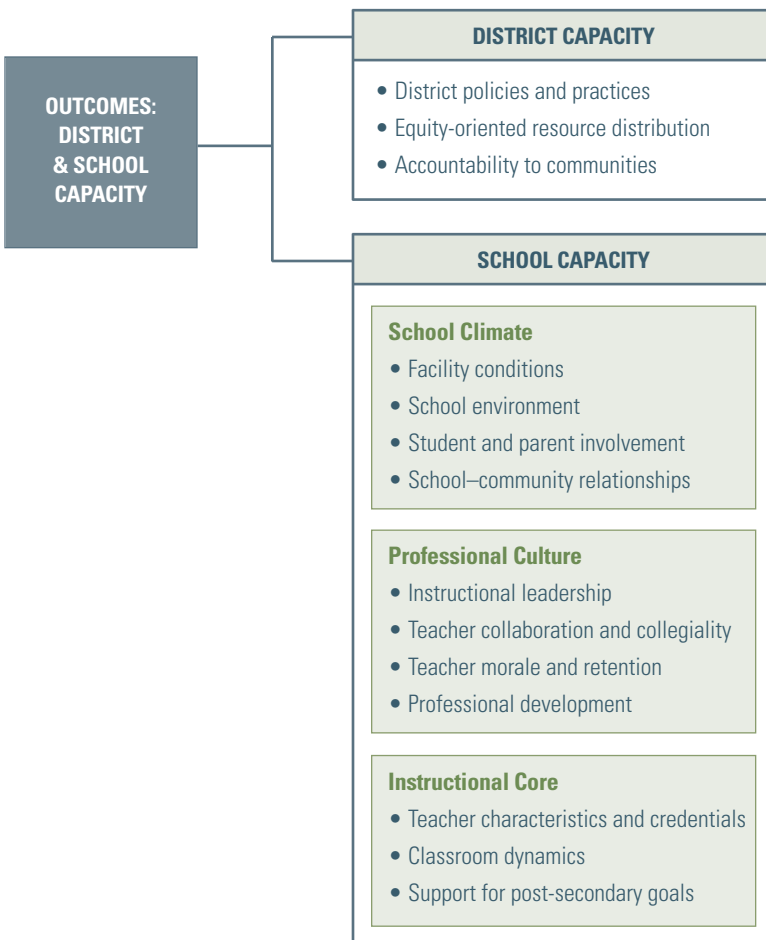 OUTCOMES:
DISTRICT
& SCHOOL
CAPACITY
DISTRICT CAPACITY
• District policies and practices
• Equity-oriented resource distribution
• Accountability to communities
SCHOOL CAPACITY
School Climate
• Facility conditions
• School environment
• Student and parent involvement
• School–community relationships
Professional Culture
• Instructional leadership
• Teacher collaboration and collegiality
• Teacher morale and retention
• Professional development
Instructional Core
• Teacher characteristics and credentials
• Classroom dynamics
• Support for post-secondary goals